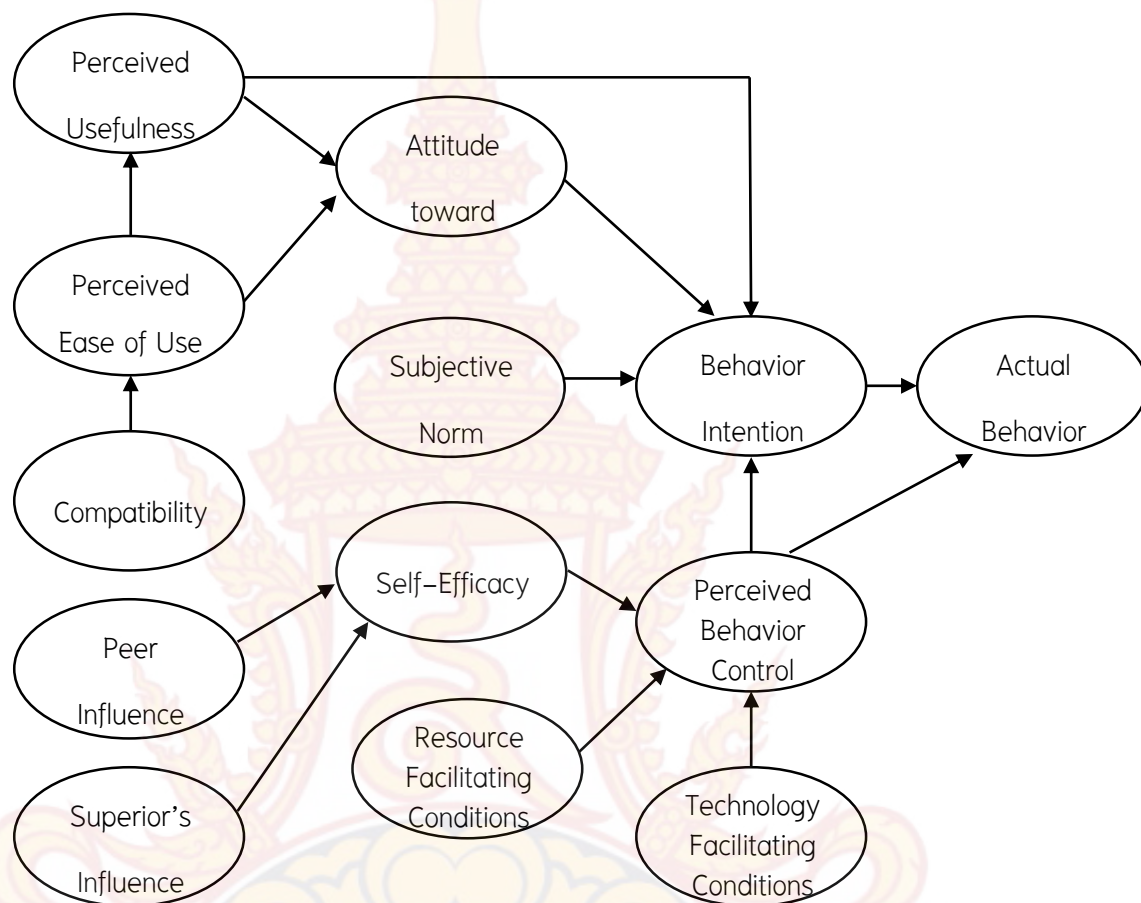 Perceived
Usefulness
Attitude
toward
Perceived
Ease of Use
Subjective
Norm
Behavior
Intention
Actual
Behavior
Compatibility
Self-Efficacy
Perceived
Behavior
Control
Peer
Influence
Resource
Facilitating
Conditions
Superior's
Influence
Technology
Facilitating
Conditions